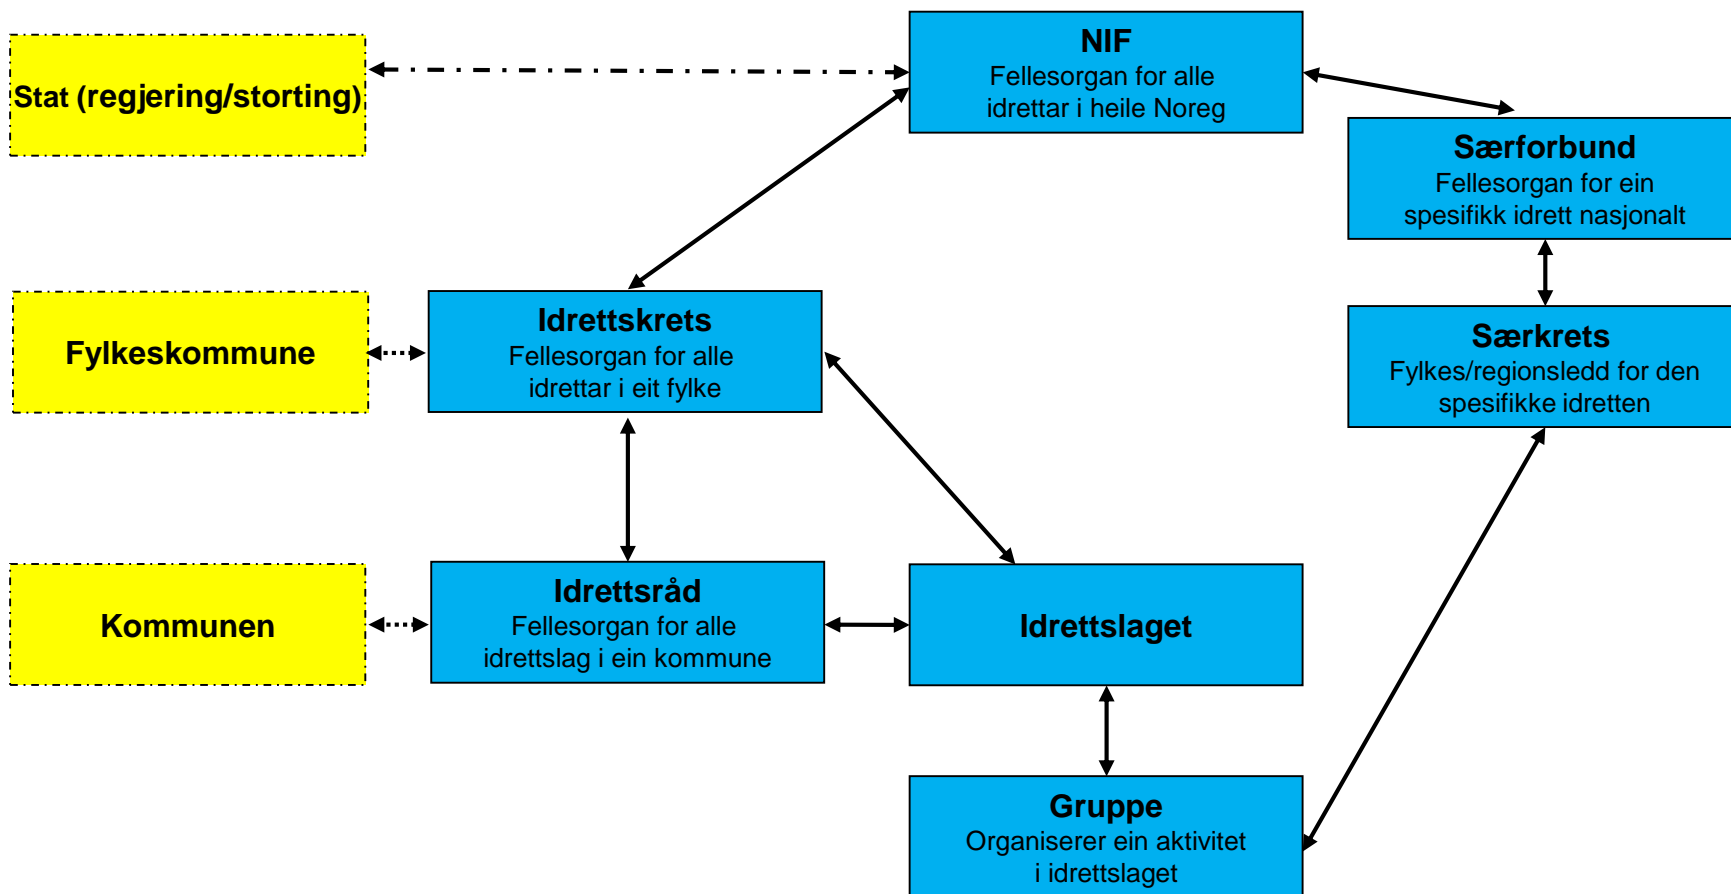 NIF
Fellesorgan for alle
idrettar i heile Noreg
Stat (regjering/storting)
Særforbund
Fellesorgan for ein
spesifikk idrett nasjonalt
Idrettskrets
Fellesorgan for alle
idrettar i eit fylke
Fylkeskommune
Særkrets
Fylkes/regionsledd for den
spesifikke idretten
Idrettsråd
Fellesorgan for alle
idrettslag i ein kommune
Kommunen
Idrettslaget
Gruppe
Organiserer ein aktivitet
i idrettslaget